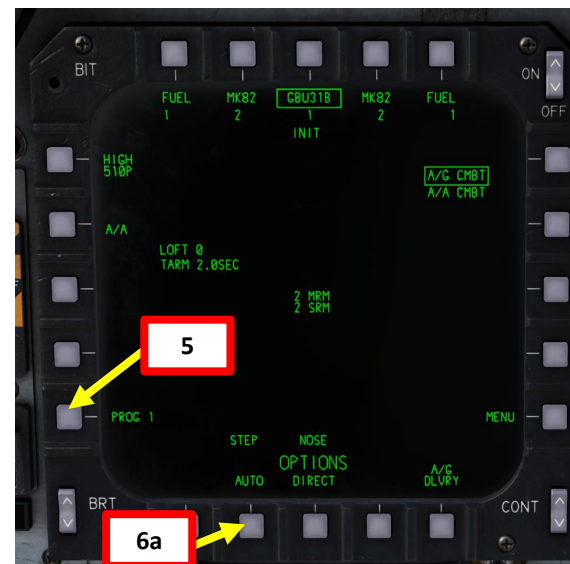 BIT
ON
OFF
FUEL MK82 GBU31B MK82 FUEL
1 2 1 2 1
INIT
HIGH
510P
A/G CMBT
A/A CMBT
A/A
LOFT 0
TARM 2.0SEC
2 MRM
2 SRM
5
PROG 1
MENU
STEP NOSE
OPTIONS
AUTO DIRECT
A/G
DLVRY
BRT
CONT
6a